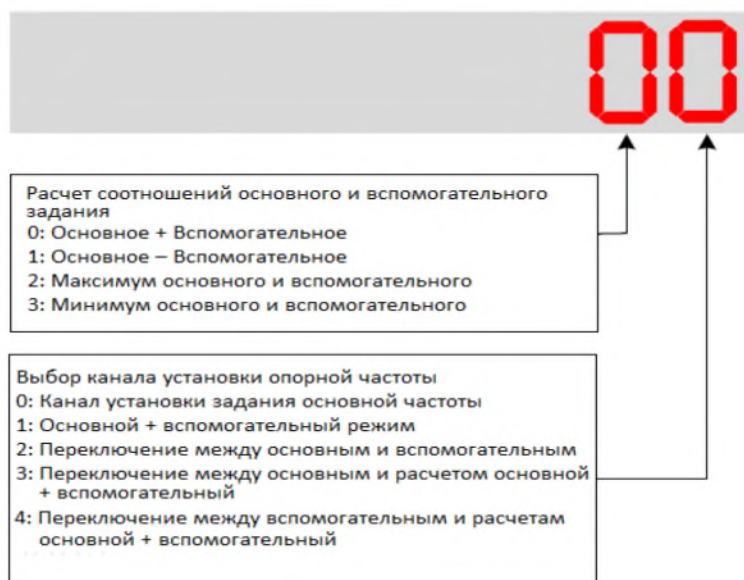 00
Расчет соотношений основного и вспомогательного
задания
0: Основное + Вспомогательное
1: Основное – Вспомогательное
2: Максимум основного и вспомогательного
3: Минимум основного и вспомогательного
Выбор канала установки опорной частоты
0: Канал установки задания основной частоты
1: Основной + вспомогательный режим
2: Переключение между основным и вспомогательным
3: Переключение между основным и расчетом основной
+ вспомогательный
4: Переключение между вспомогательным и расчетам
основной + вспомогательный